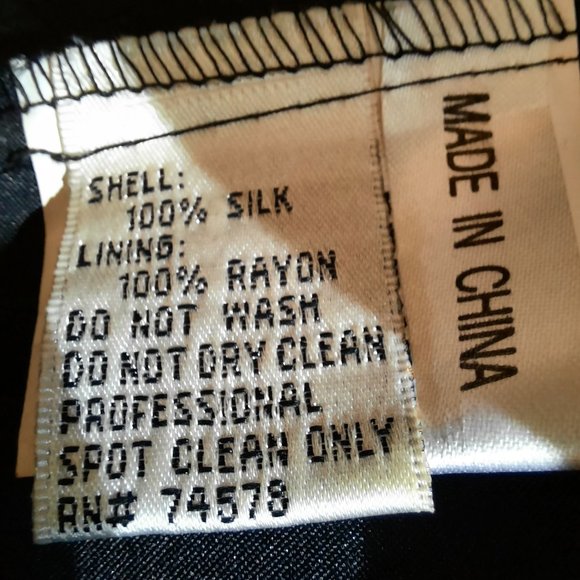 SHELL:
100% SILK
LINING:
100% RAYON
DO NOT WASH
DO NOT DRY CLEAN
PROFESSIONAL
SPOT CLEAN ONLY
RN# 74578
MADE IN CHINA